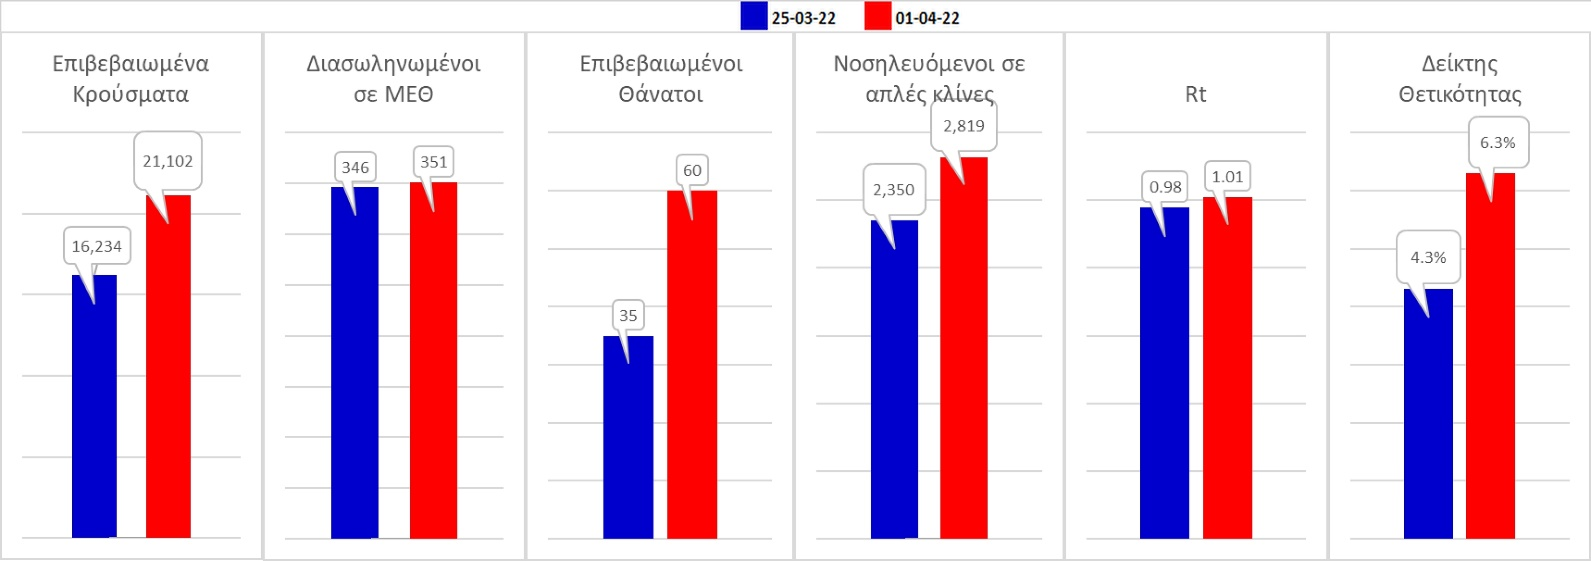 25-03-22
01-04-22
Επιβεβαιωμένα
Κρούσματα
16,234
21,102
Διασωληνωμένοι
σε ΜΕΘ
346
351
Επιβεβαιωμένοι
Θάνατοι
35
60
Νοσηλευόμενοι σε
απλές κλίνες
2,350
2,819
Rt
0.98
1.01
Δείκτης
Θετικότητας
4.3%
6.3%